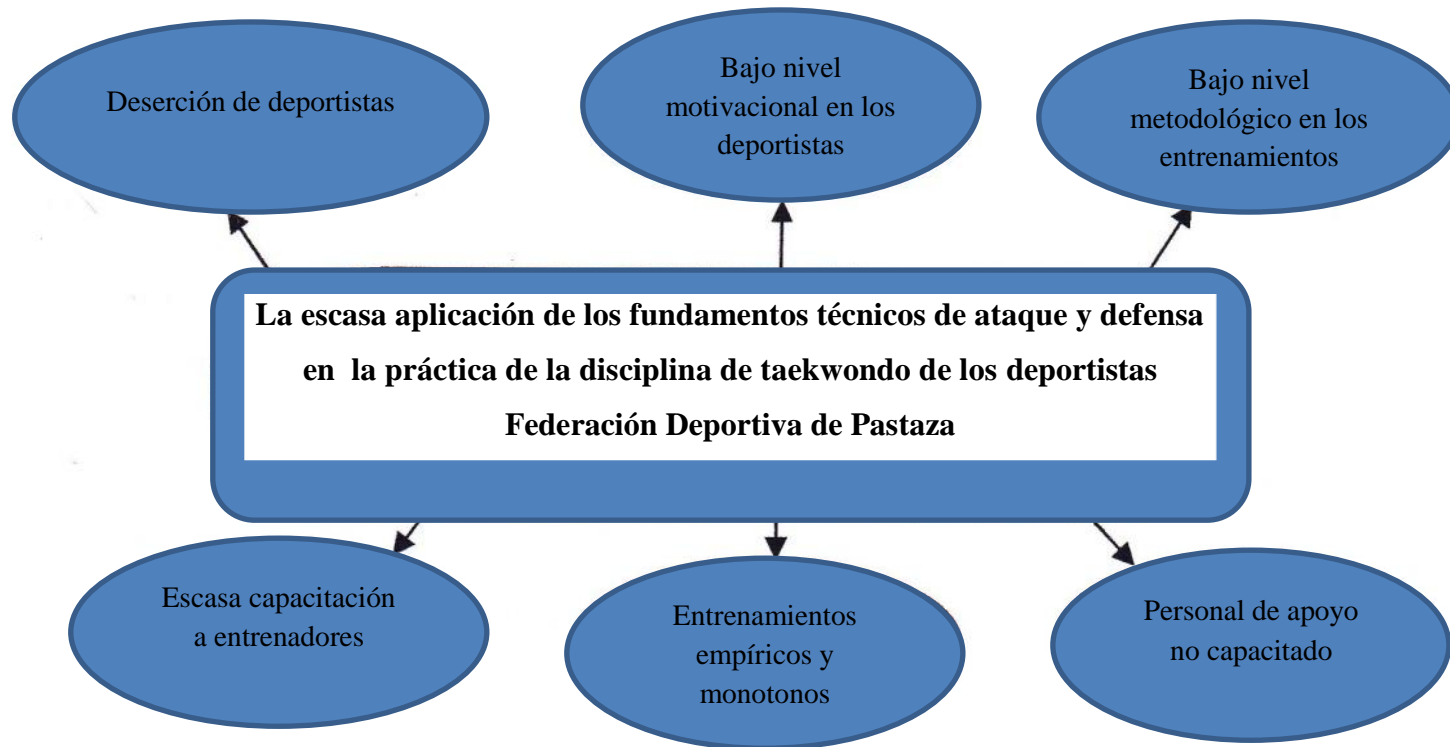 Deserción de deportistas
Bajo nivel
motivacional en los
deportistas
Bajo nivel
metodológico en los
entrenamientos
La escasa aplicación de los fundamentos técnicos de ataque y defensa
en la práctica de la disciplina de taekwondo de los deportistas
Federación Deportiva de Pastaza
Escasa capacitación
a entrenadores
Entrenamientos
empíricos y
monotonos
Personal de apoyo
no capacitado